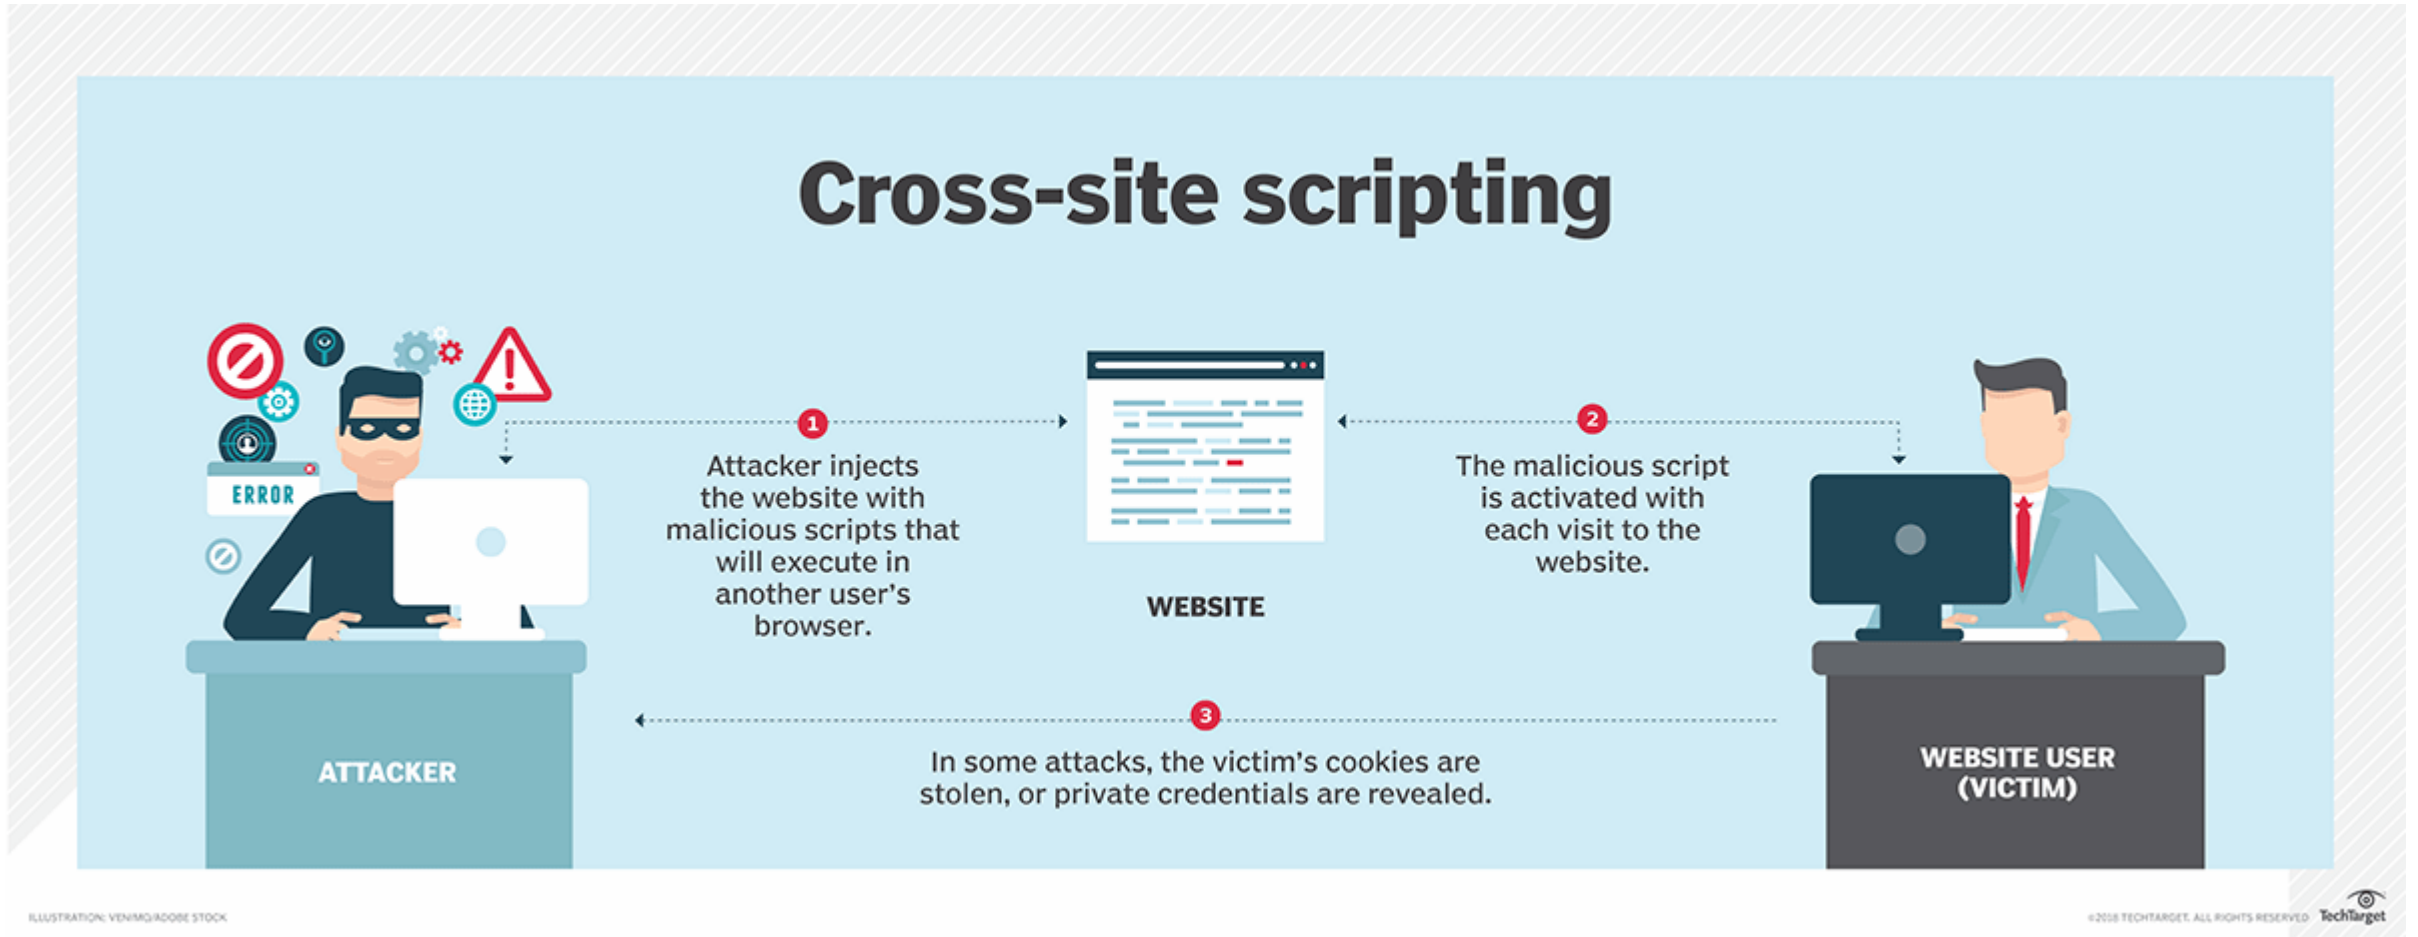 Cross-site scripting
ERROR
1
Attacker injects
the website with
malicious scripts that
will execute in
another user's
browser.
WEBSITE
2
The malicious script
is activated with
each visit to the
website.
3
In some attacks, the victim's cookies are
stolen, or private credentials are revealed.
ATTACKER
WEBSITE USER
(VICTIM)
ILLUSTRATION: VENIMO/ADOBE STOCK
©2018 TECHTARGET. ALL RIGHTS RESERVED
TechTarget